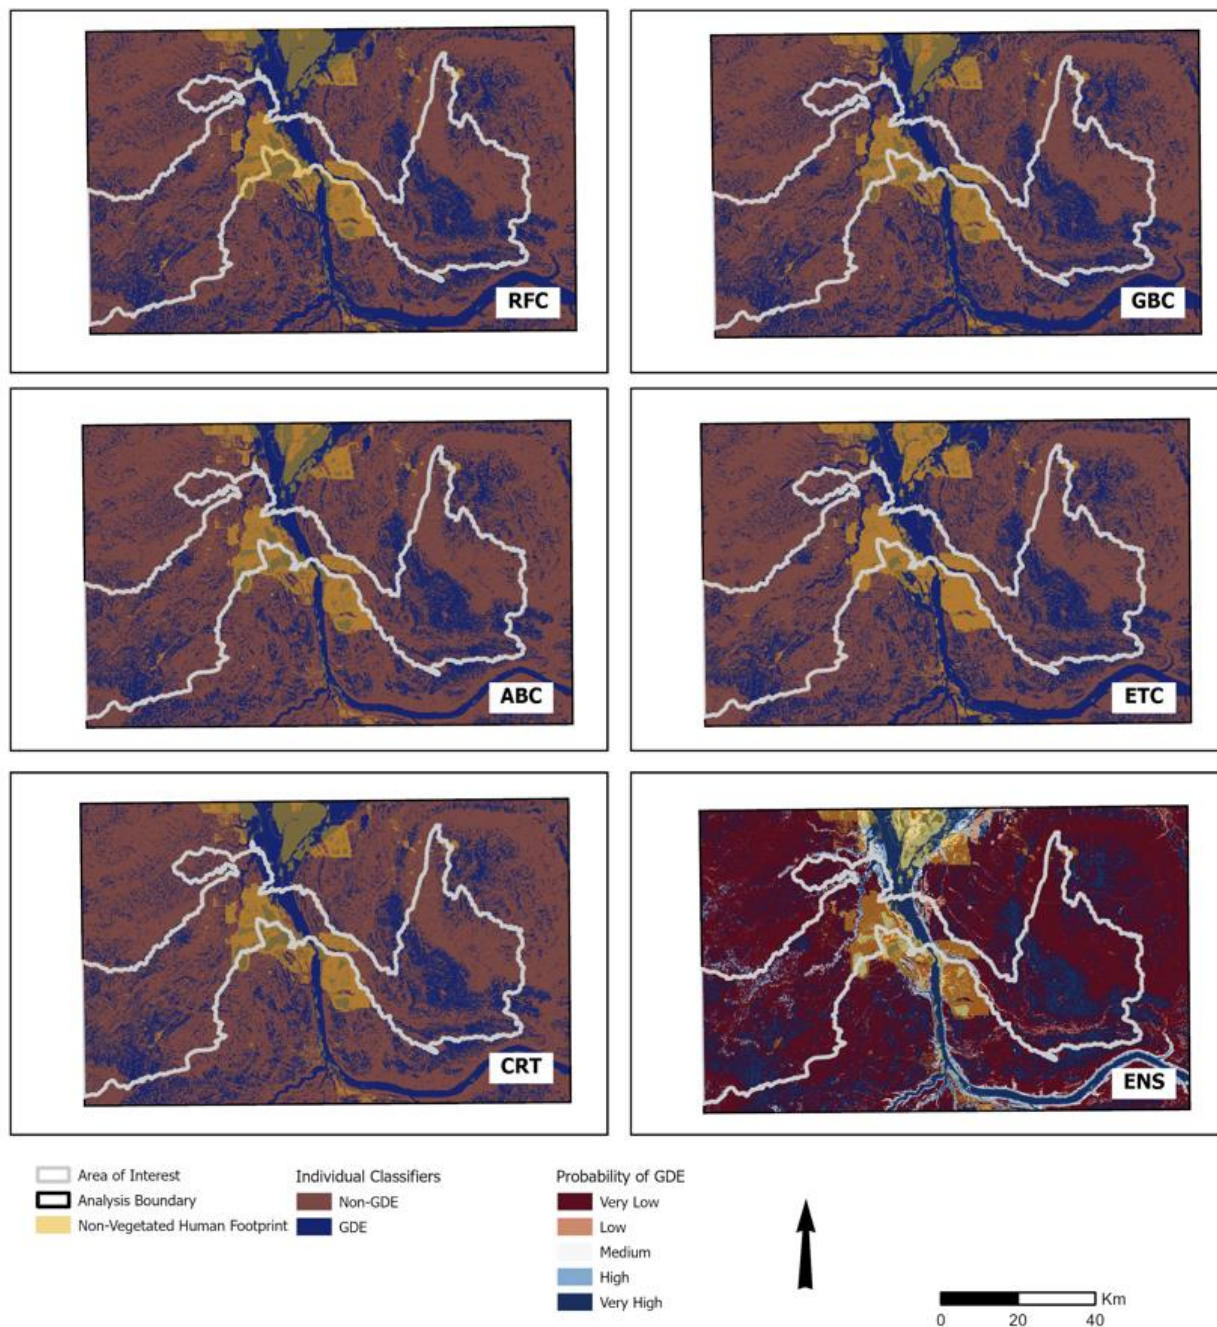 RFC
GBC
ABC
ETC
CRT
ENS
Area of Interest
Analysis Boundary
Non-Vegetated Human Footprint
Individual Classifiers
Non-GDE
GDE
Probability of GDE
Very Low
Low
Medium
High
Very High
Km
0 20 40